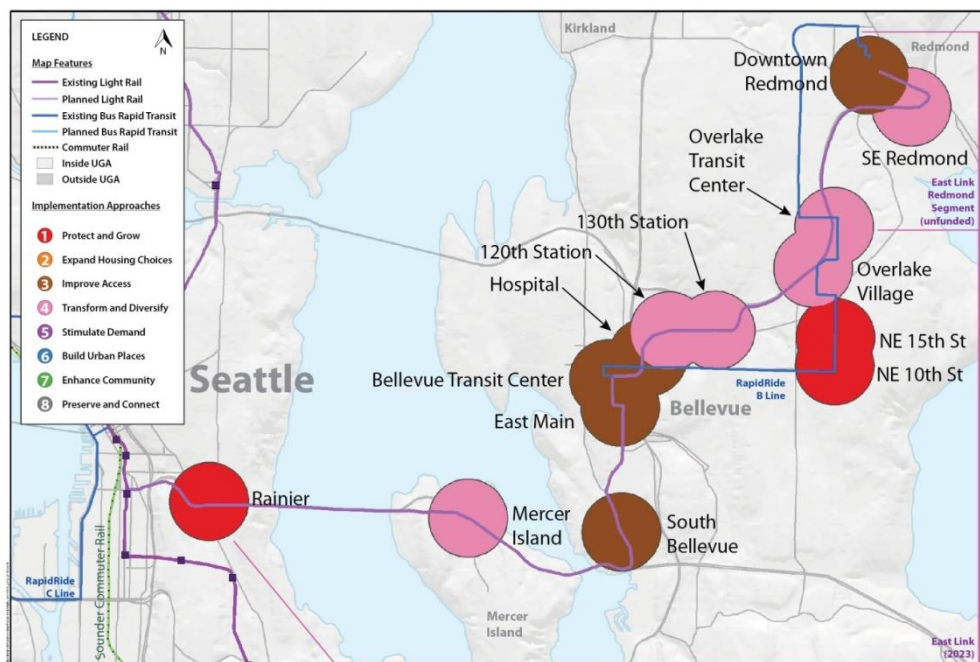 LEGEND
N
Map Features
Existing Light Rail
Planned Light Rail
Existing Bus Rapid Transit
Planned Bus Rapid Transit
Commuter Rail
Inside UGA
Outside UGA
Implementation Approaches
1 Protect and Grow
2 Expand Housing Choices
3 Improve Access
4 Transform and Diversify
5 Stimulate Demand
6 Build Urban Places
7 Enhance Community
8 Preserve and Connect
Kirkland
Redmond
Downtown
Redmond
SE Redmond
East Link
Redmond
Segment
(unfunded)
Overlake
Transit
Center
130th Station
120th Station
Hospital
Overlake
Village
NE 15th St
NE 10th St
RapidRide
B Line
Seattle
Bellevue Transit Center
Bellevue
East Main
Rainier
Mercer
Island
South
Bellevue
RapidRide
C Line
Sounder Commuter Rail
Mercer
Island
East Link
(2023)